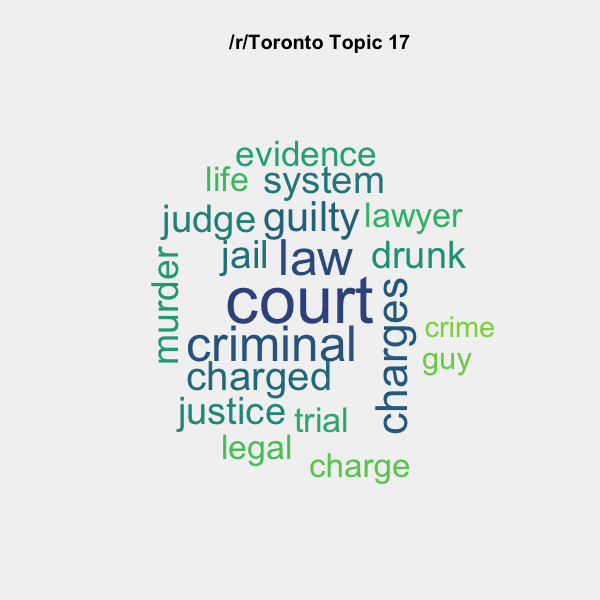 /r/Toronto Topic 17
evidence
life system
judge guilty lawyer
jail law drunk
murder
court
charges
crime
criminal
guy
charged
justice trial
legal
charge